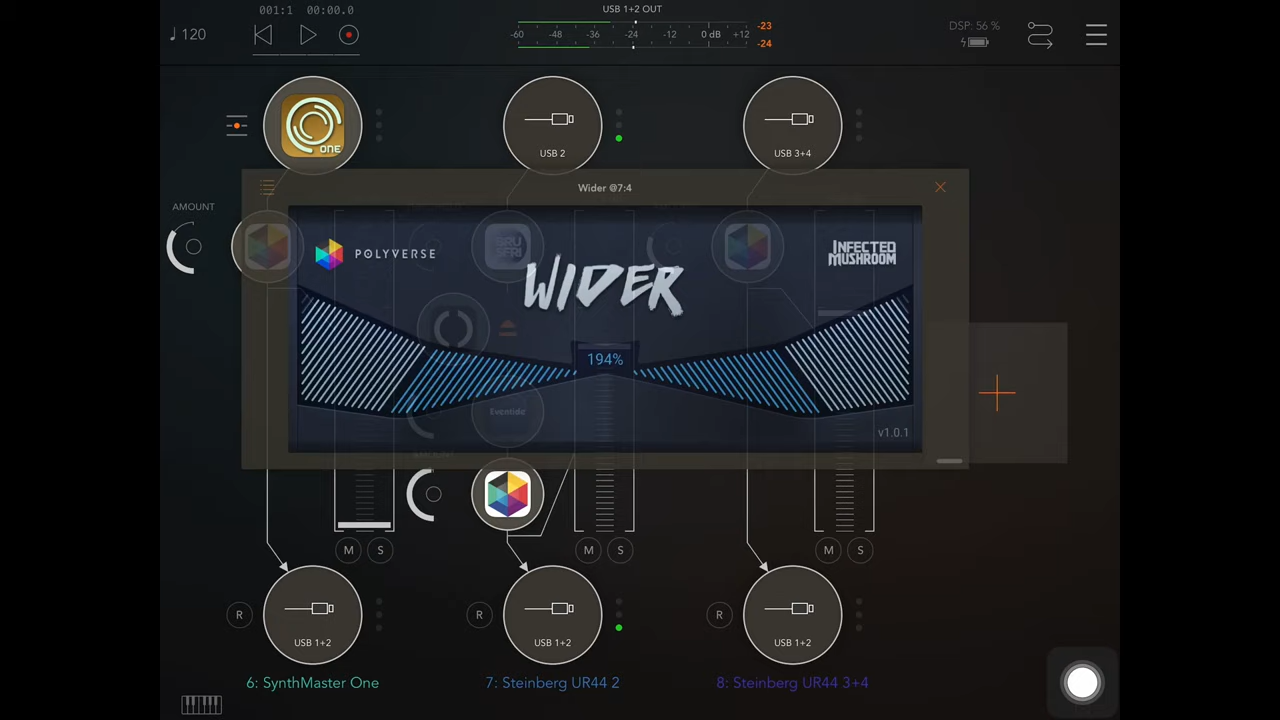 001:1 00:00.0
USB 1+2 OUT
120
-60 -48 -36 -24 -12 0 dB +12
-23
-24
DSP: 56 %
ONE
USB 2
USB 3+4
Wider @7:4
AMOUNT
POLYVERSE
WIDER
INFECTED
MUSHROOM
194%
Eventide
v1.0.1
M S
M S
M S
R
USB 1+2
R
USB 1+2
R
USB 1+2
6: SynthMaster One
7: Steinberg UR44 2
8: Steinberg UR44 3+4